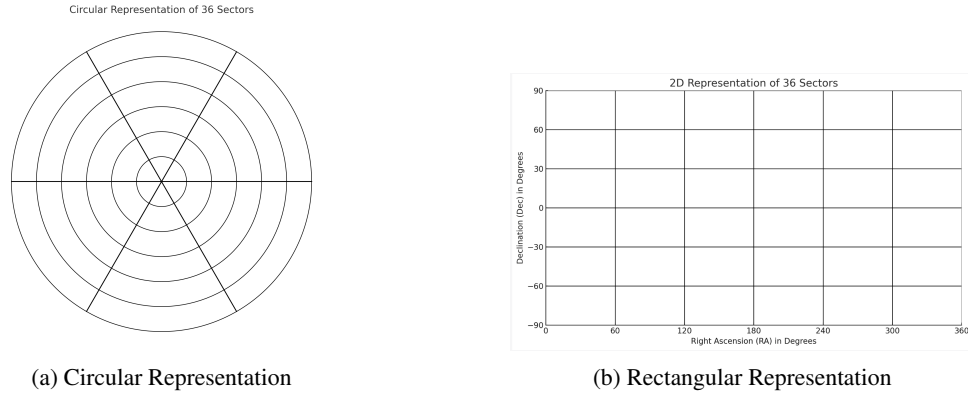 Circular Representation of 36 Sectors
(a) Circular Representation
2D Representation of 36 Sectors
Declination (Dec) in Degrees
90
60
30
0
−30
−60
−90
0 60 120 180 240 300 360
Right Ascension (RA) in Degrees
(b) Rectangular Representation